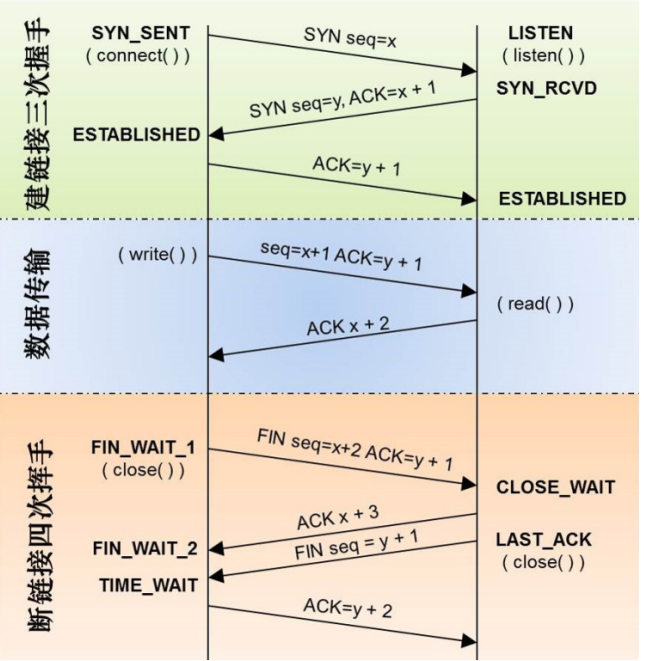 建链接三次握手
SYN_SENT
( connect( ) )
SYN seq=x
LISTEN
( listen( ) )
SYN_RCVD
SYN seq=y, ACK=x + 1
ESTABLISHED
ACK=y + 1
ESTABLISHED
数据传输
( write( ) )
seq=x+1 ACK=y + 1
( read( ) )
ACK x + 2
断链接四次挥手
FIN_WAIT_1
( close( ) )
FIN seq=x+2 ACK=y + 1
CLOSE_WAIT
ACK x + 3
FIN_WAIT_2
FIN seq = y + 1
LAST_ACK
( close( ) )
TIME_WAIT
ACK=y + 2